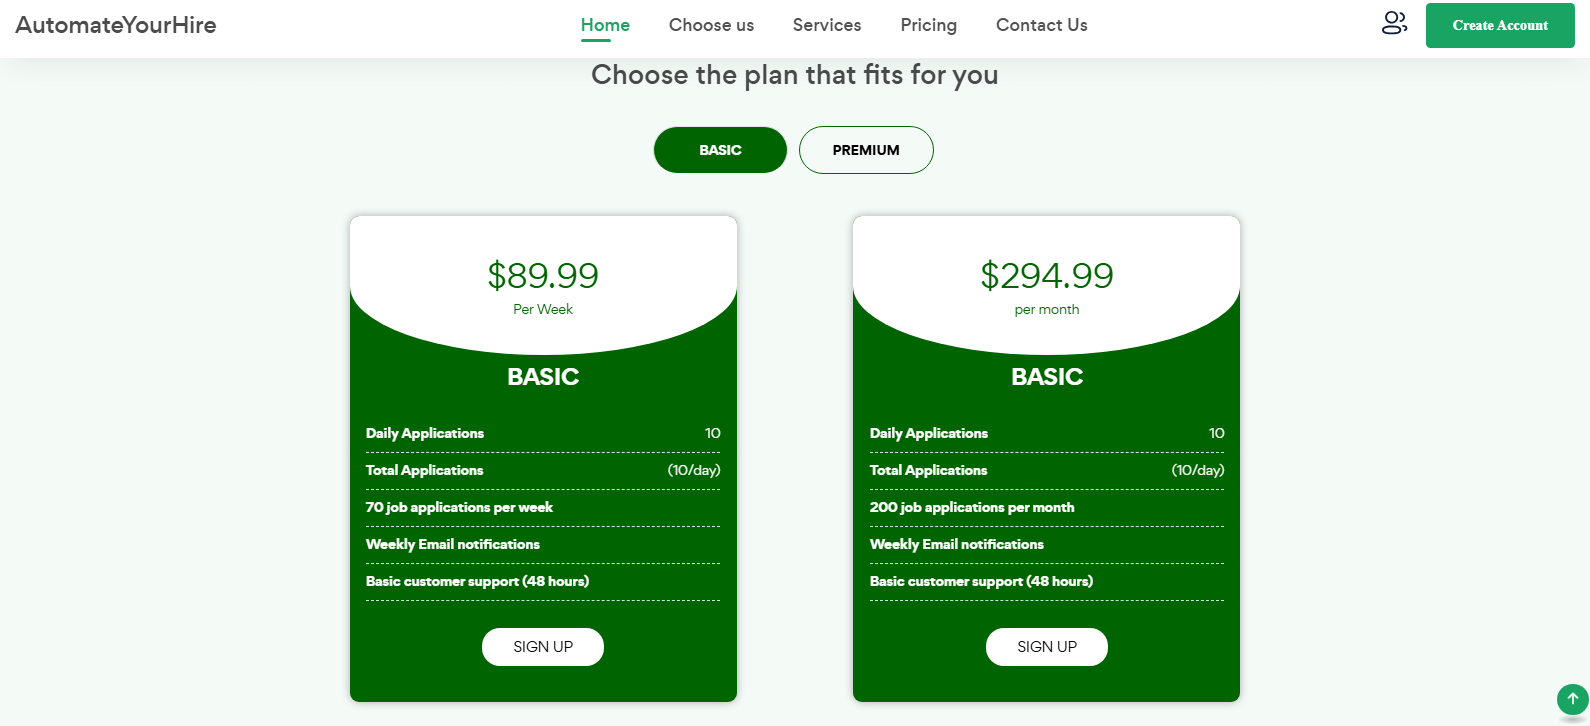 AutomateYourHire
Home Choose us Services Pricing Contact Us
Create Account
Choose the plan that fits for you
BASIC PREMIUM
$89.99
Per Week
BASIC
Daily Applications 10
Total Applications (10/day)
70 job applications per week
Weekly Email notifications
Basic customer support (48 hours)
SIGN UP
$294.99
per month
BASIC
Daily Applications 10
Total Applications (10/day)
200 job applications per month
Weekly Email notifications
Basic customer support (48 hours)
SIGN UP